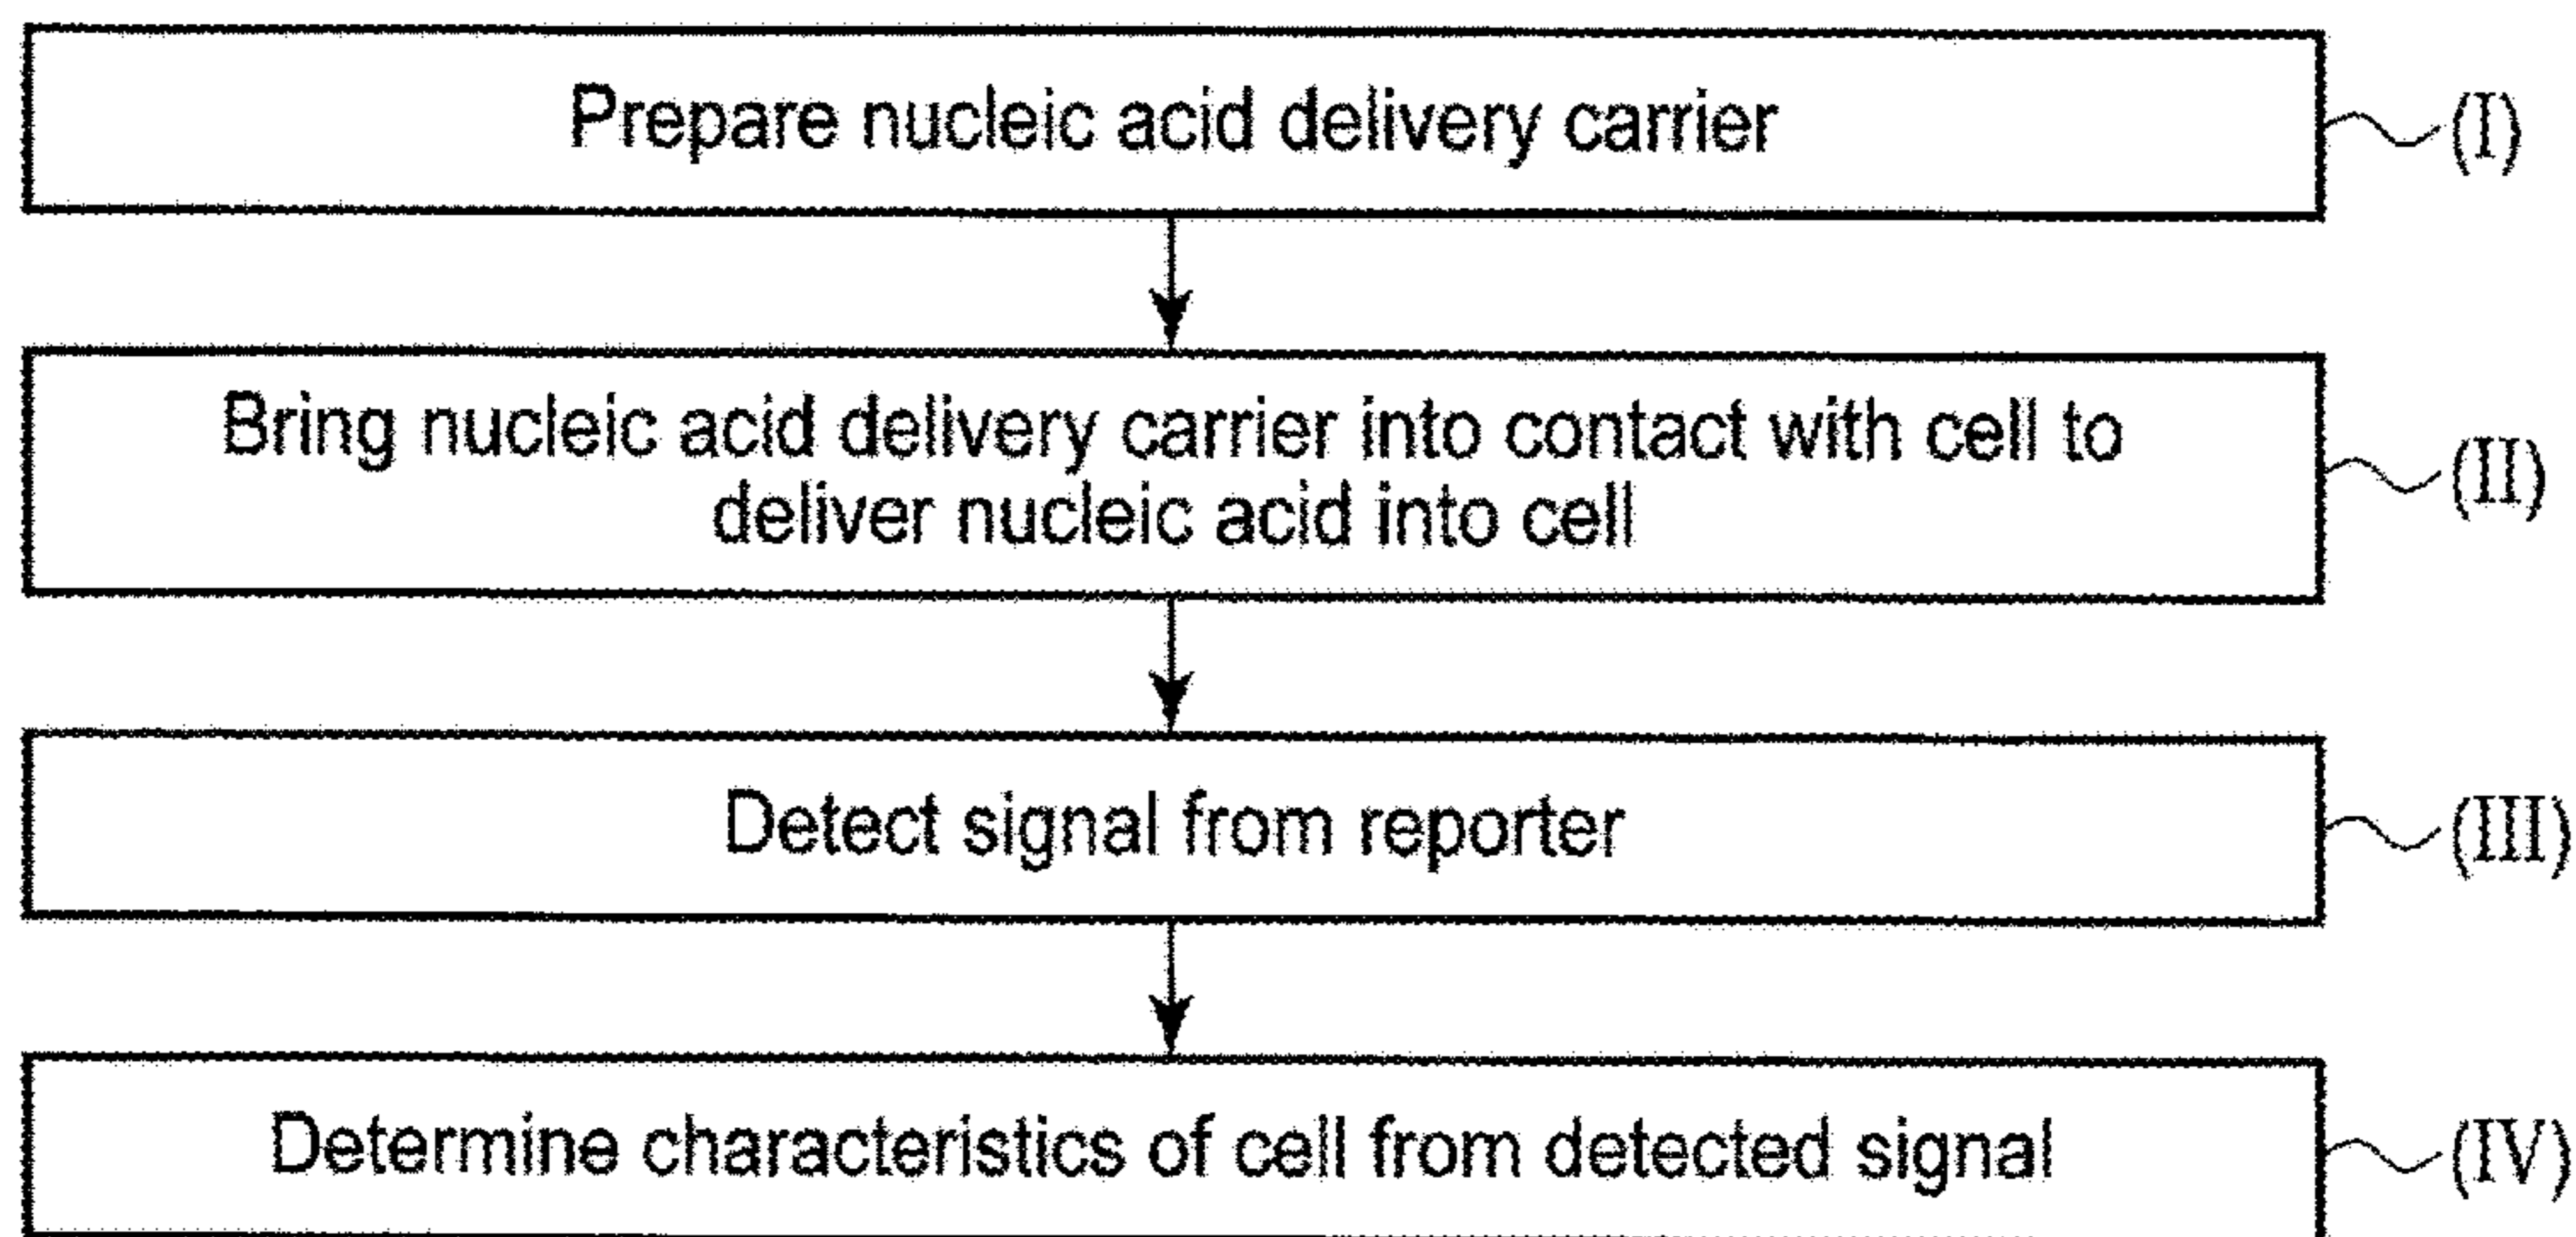 Prepare nucleic acid delivery carrier
(I)
Bring nucleic acid delivery carrier into contact with cell to
deliver nucleic acid into cell
(II)
Detect signal from reporter
(III)
Determine characteristics of cell from detected signal
(IV)